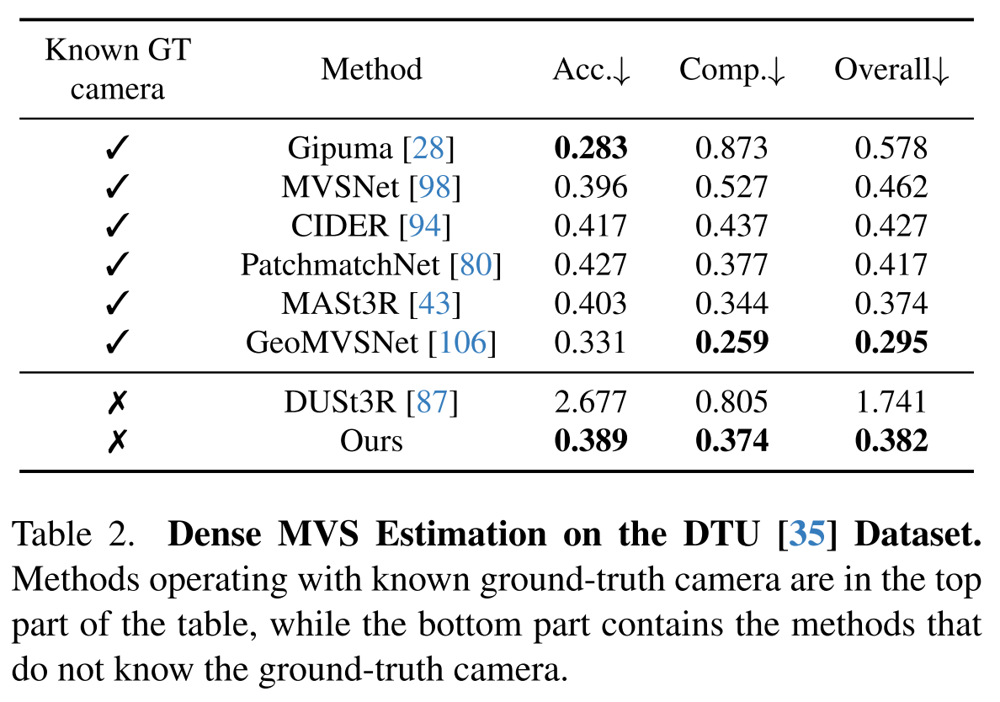 Known GT camera Method Acc.↓ Comp.↓ Overall↓
✓ Gipuma [28] 0.283 0.873 0.578
✓ MVSNet [98] 0.396 0.527 0.462
✓ CIDER [94] 0.417 0.437 0.427
✓ PatchmatchNet [80] 0.427 0.377 0.417
✓ MASt3R [43] 0.403 0.344 0.374
✓ GeoMVSNet [106] 0.331 0.259 0.295
✗ DUSt3R [87] 2.677 0.805 1.741
✗ Ours 0.389 0.374 0.382
Table 2. Dense MVS Estimation on the DTU [35] Dataset.
Methods operating with known ground-truth camera are in the top
part of the table, while the bottom part contains the methods that
do not know the ground-truth camera.